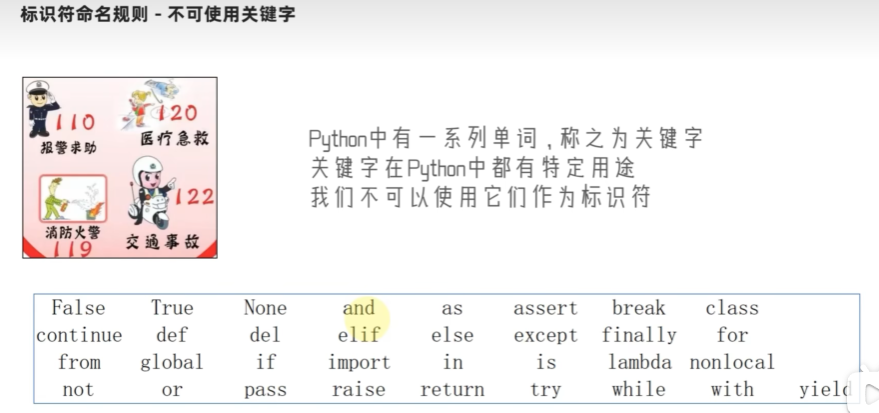 标识符命名规则 - 不可使用关键字
110
报警求助
120
医疗急救
消防火警
119
122
交通事故
Python中有一系列单词，称之为关键字
关键字在Python中都有特定用途
我们不可以使用它们作为标识符
False True None and as assert break class
continue def del elif else except finally for
from global if import in is lambda nonlocal
not or pass raise return try while with yield